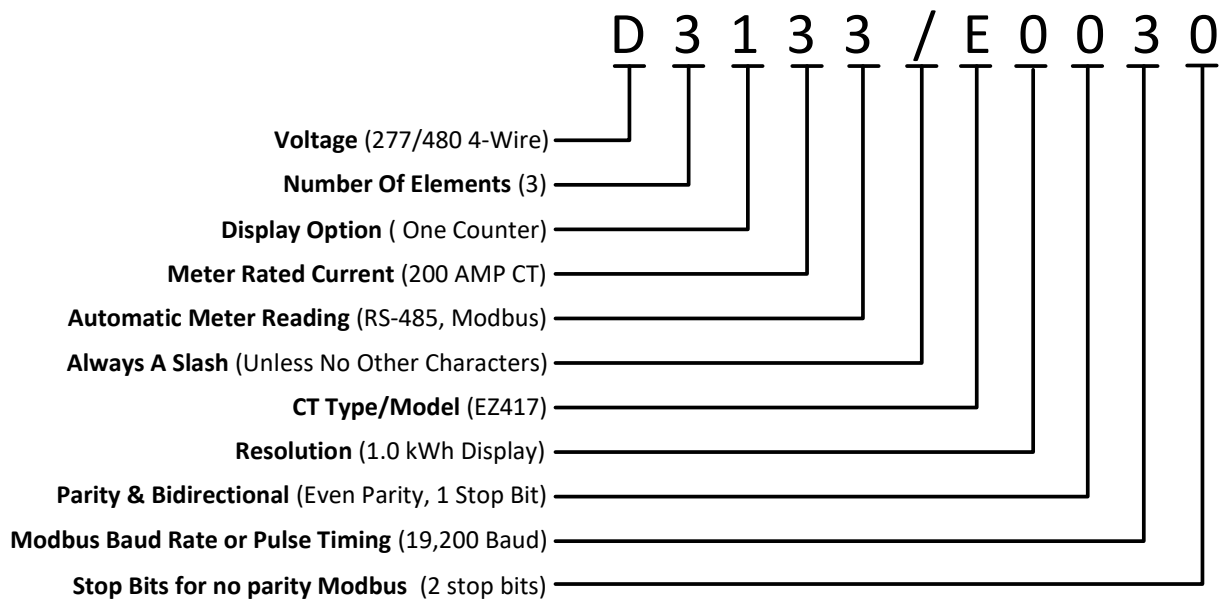 D 3 1 3 3 / E 0 0 3 0
Voltage (277/480 4-Wire)
Number Of Elements (3)
Display Option ( One Counter)
Meter Rated Current (200 AMP CT)
Automatic Meter Reading (RS-485, Modbus)
Always A Slash (Unless No Other Characters)
CT Type/Model (EZ417)
Resolution (1.0 kWh Display)
Parity & Bidirectional (Even Parity, 1 Stop Bit)
Modbus Baud Rate or Pulse Timing (19,200 Baud)
Stop Bits for no parity Modbus (2 stop bits)